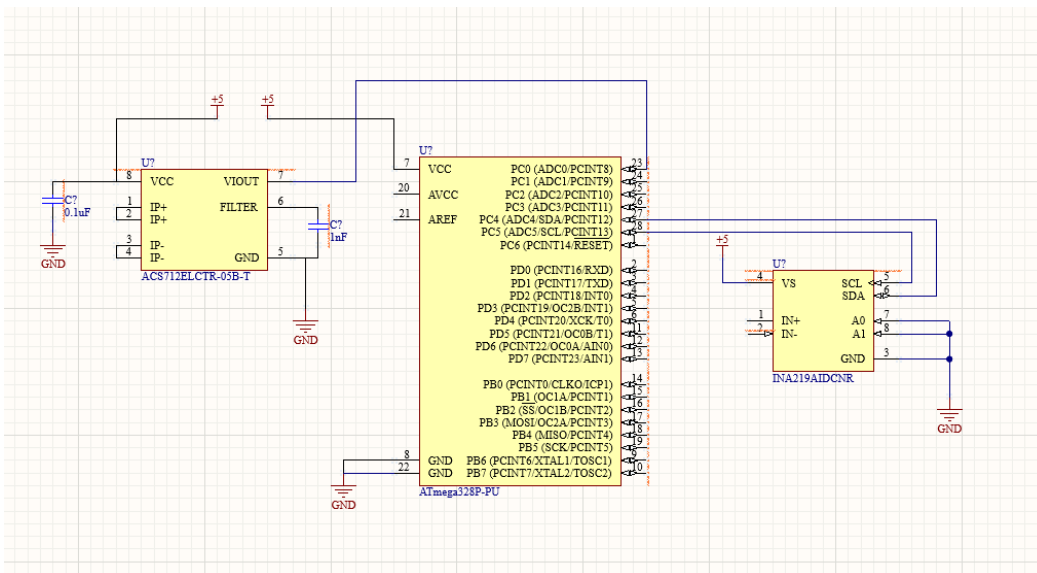 +5
+5
U?
8
VCC
VIOUT
7
C?
0.1uF
1
IP+
2
IP+
FILTER
6
C?
1nF
3
IP-
4
IP-
GND
5
ACS712ELCTR-05B-T
GND
GND
U?
7
VCC
20
AVCC
21
AREF
8
GND
22
GND
GND
PC0 (ADC0/PCINT8)
23
PC1 (ADC1/PCINT9)
24
PC2 (ADC2/PCINT10)
25
PC3 (ADC3/PCINT11)
26
PC4 (ADC4/SDA/PCINT12)
27
PC5 (ADC5/SCL/PCINT13)
28
PC6 (PCINT14/RESET)
1
PD0 (PCINT16/RXD)
2
PD1 (PCINT17/TXD)
3
PD2 (PCINT18/INT0)
4
PD3 (PCINT19/OC2B/INT1)
5
PD4 (PCINT20/XCK/T0)
6
PD5 (PCINT21/OC0B/T1)
11
PD6 (PCINT22/OC0A/AIN0)
12
PD7 (PCINT23/AIN1)
13
PB0 (PCINT0/CLKO/ICP1)
14
PB1 (OC1A/PCINT1)
15
PB2 (SS/OC1B/PCINT2)
16
PB3 (MOSI/OC2A/PCINT3)
17
PB4 (MISO/PCINT4)
18
PB5 (SCK/PCINT5)
19
PB6 (PCINT6/XTAL1/TOSC1)
9
PB7 (PCINT7/XTAL2/TOSC2)
10
ATmega328P-PU
+5
U?
4
VS
SCL
5
SDA
6
1
IN+
2
IN-
A0
7
A1
8
GND
3
INA219AIDCNR
GND